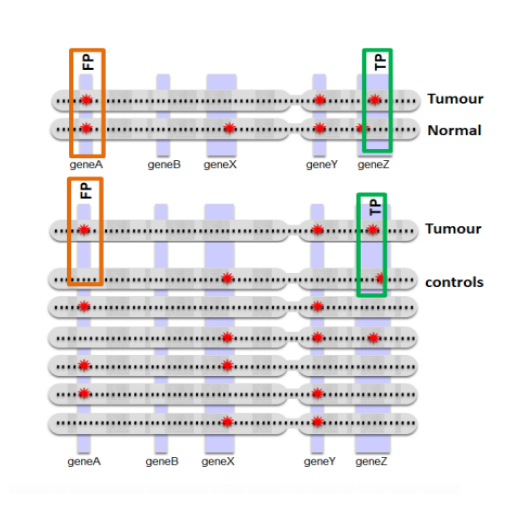 FP TP
Tumour
Normal
geneA geneB geneX geneY geneZ
FP TP
Tumour
controls
geneA geneB geneX geneY geneZ